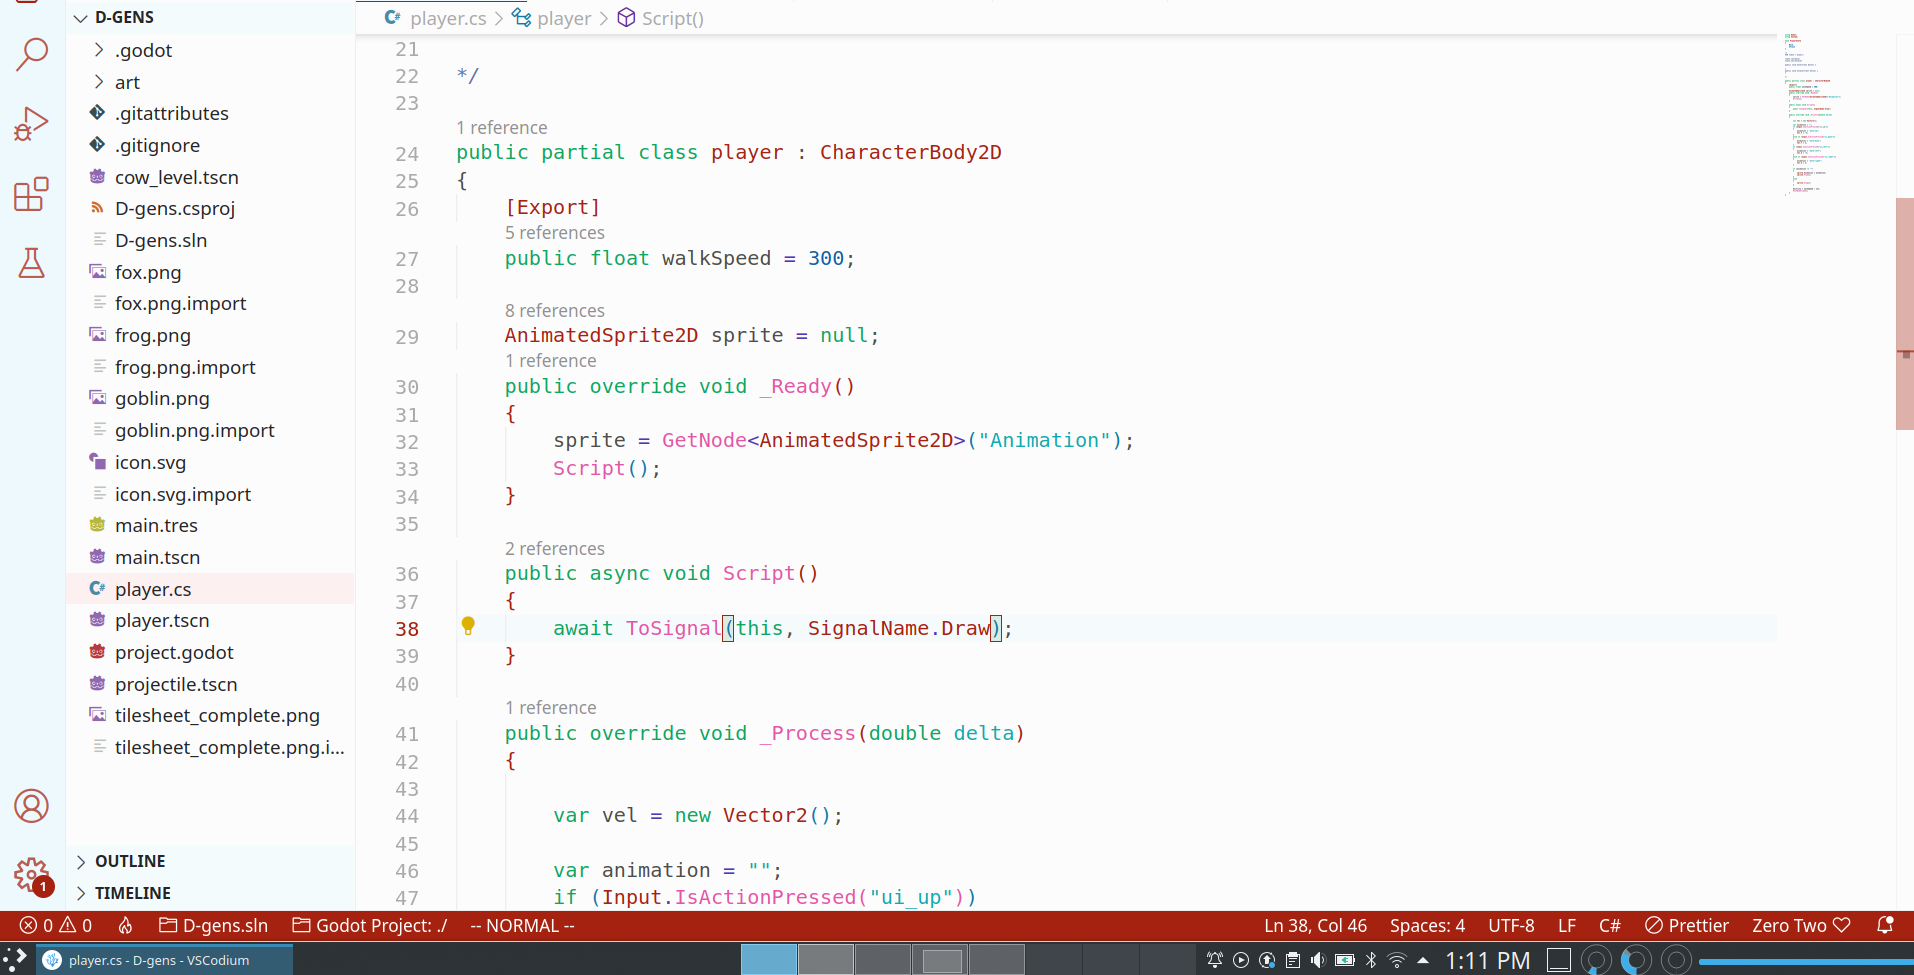 D-GENS
.godot
art
.gitattributes
.gitignore
cow_level.tscn
D-gens.csproj
D-gens.sln
fox.png
fox.png.import
frog.png
frog.png.import
goblin.png
goblin.png.import
icon.svg
icon.svg.import
main.tres
main.tscn
C# player.cs
player.tscn
project.godot
projectile.tscn
tilesheet_complete.png
tilesheet_complete.png.i...
OUTLINE
TIMELINE
1
C# player.cs > player > Script()
21
22 */
23
1 reference
24 public partial class player : CharacterBody2D
25 {
26 [Export]
5 references
27 public float walkSpeed = 300;
28
8 references
29 AnimatedSprite2D sprite = null;
1 reference
30 public override void _Ready()
31 {
32 sprite = GetNode<AnimatedSprite2D>("Animation");
33 Script();
34 }
35
2 references
36 public async void Script()
37 {
38 await ToSignal(this, SignalName.Draw);
39 }
40
1 reference
41 public override void _Process(double delta)
42 {
43
44 var vel = new Vector2();
45
46 var animation = "";
47 if (Input.IsActionPressed("ui_up"))
0 0 D-gens.sln Godot Project: ./ -- NORMAL -- Ln 38, Col 46 Spaces: 4 UTF-8 LF C# Prettier Zero Two
player.cs - D-gens - VSCodium 1:11 PM